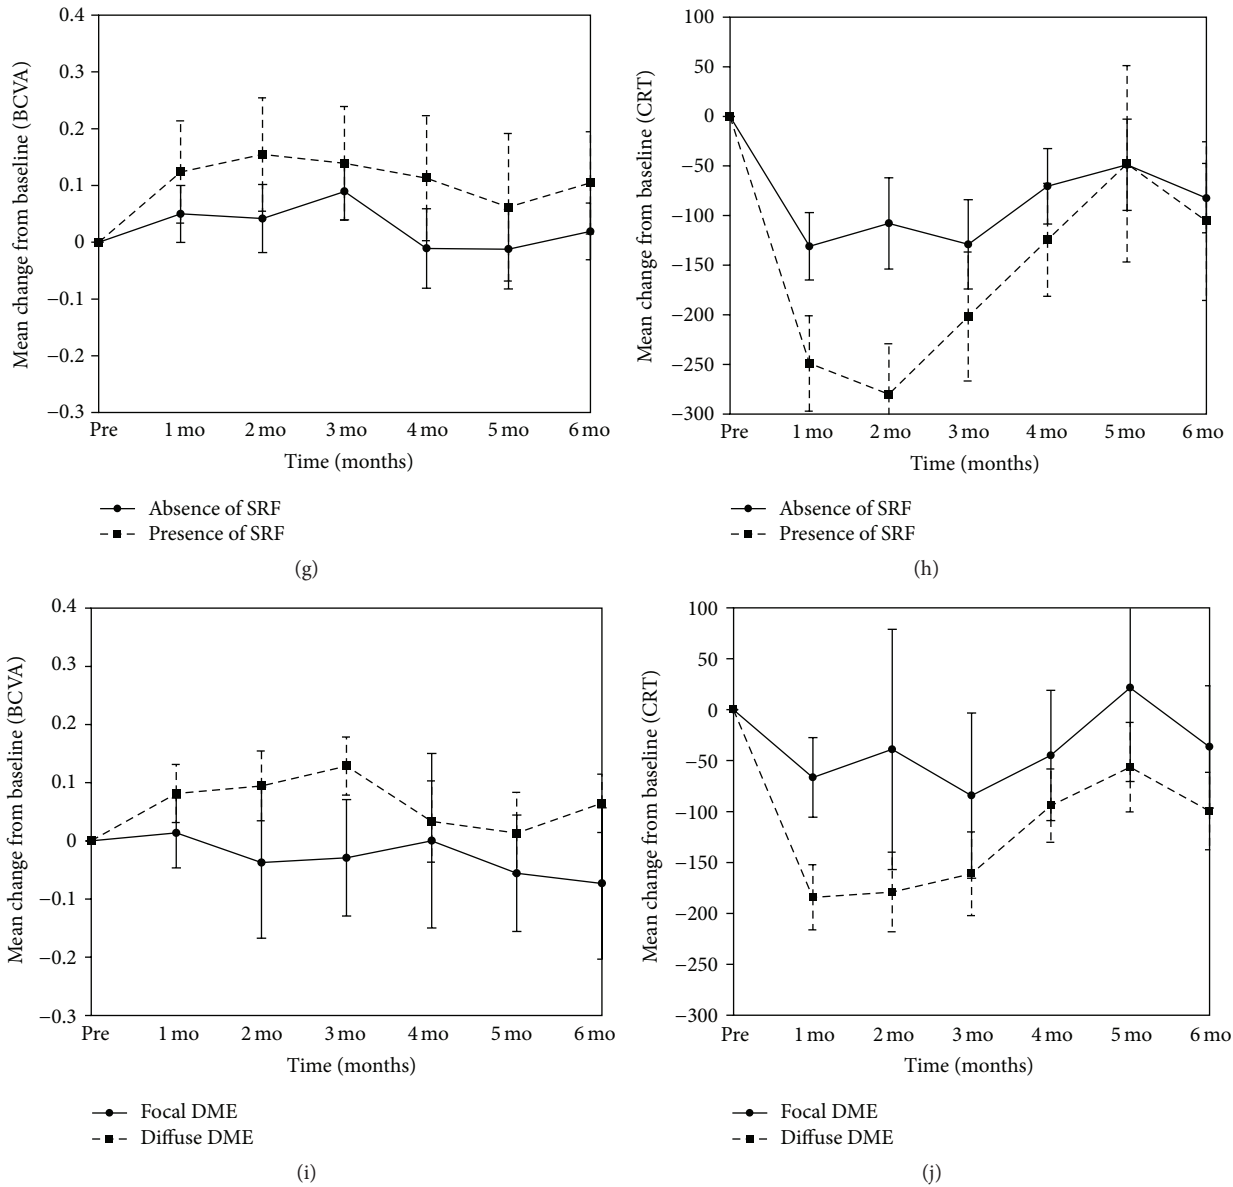 Mean change from baseline (BCVA)
0.4
0.3
0.2
0.1
0
−0.1
−0.2
−0.3
Pre 1 mo 2 mo 3 mo 4 mo 5 mo 6 mo
Time (months)
Absence of SRF
Presence of SRF
(g)
Mean change from baseline (CRT)
100
50
0
−50
−100
−150
−200
−250
−300
Pre 1 mo 2 mo 3 mo 4 mo 5 mo 6 mo
Time (months)
Absence of SRF
Presence of SRF
(h)
Mean change from baseline (BCVA)
0.4
0.3
0.2
0.1
0
−0.1
−0.2
−0.3
Pre 1 mo 2 mo 3 mo 4 mo 5 mo 6 mo
Time (months)
Focal DME
Diffuse DME
(i)
Mean change from baseline (CRT)
100
50
0
−50
−100
−150
−200
−250
−300
Pre 1 mo 2 mo 3 mo 4 mo 5 mo 6 mo
Time (months)
Focal DME
Diffuse DME
(j)